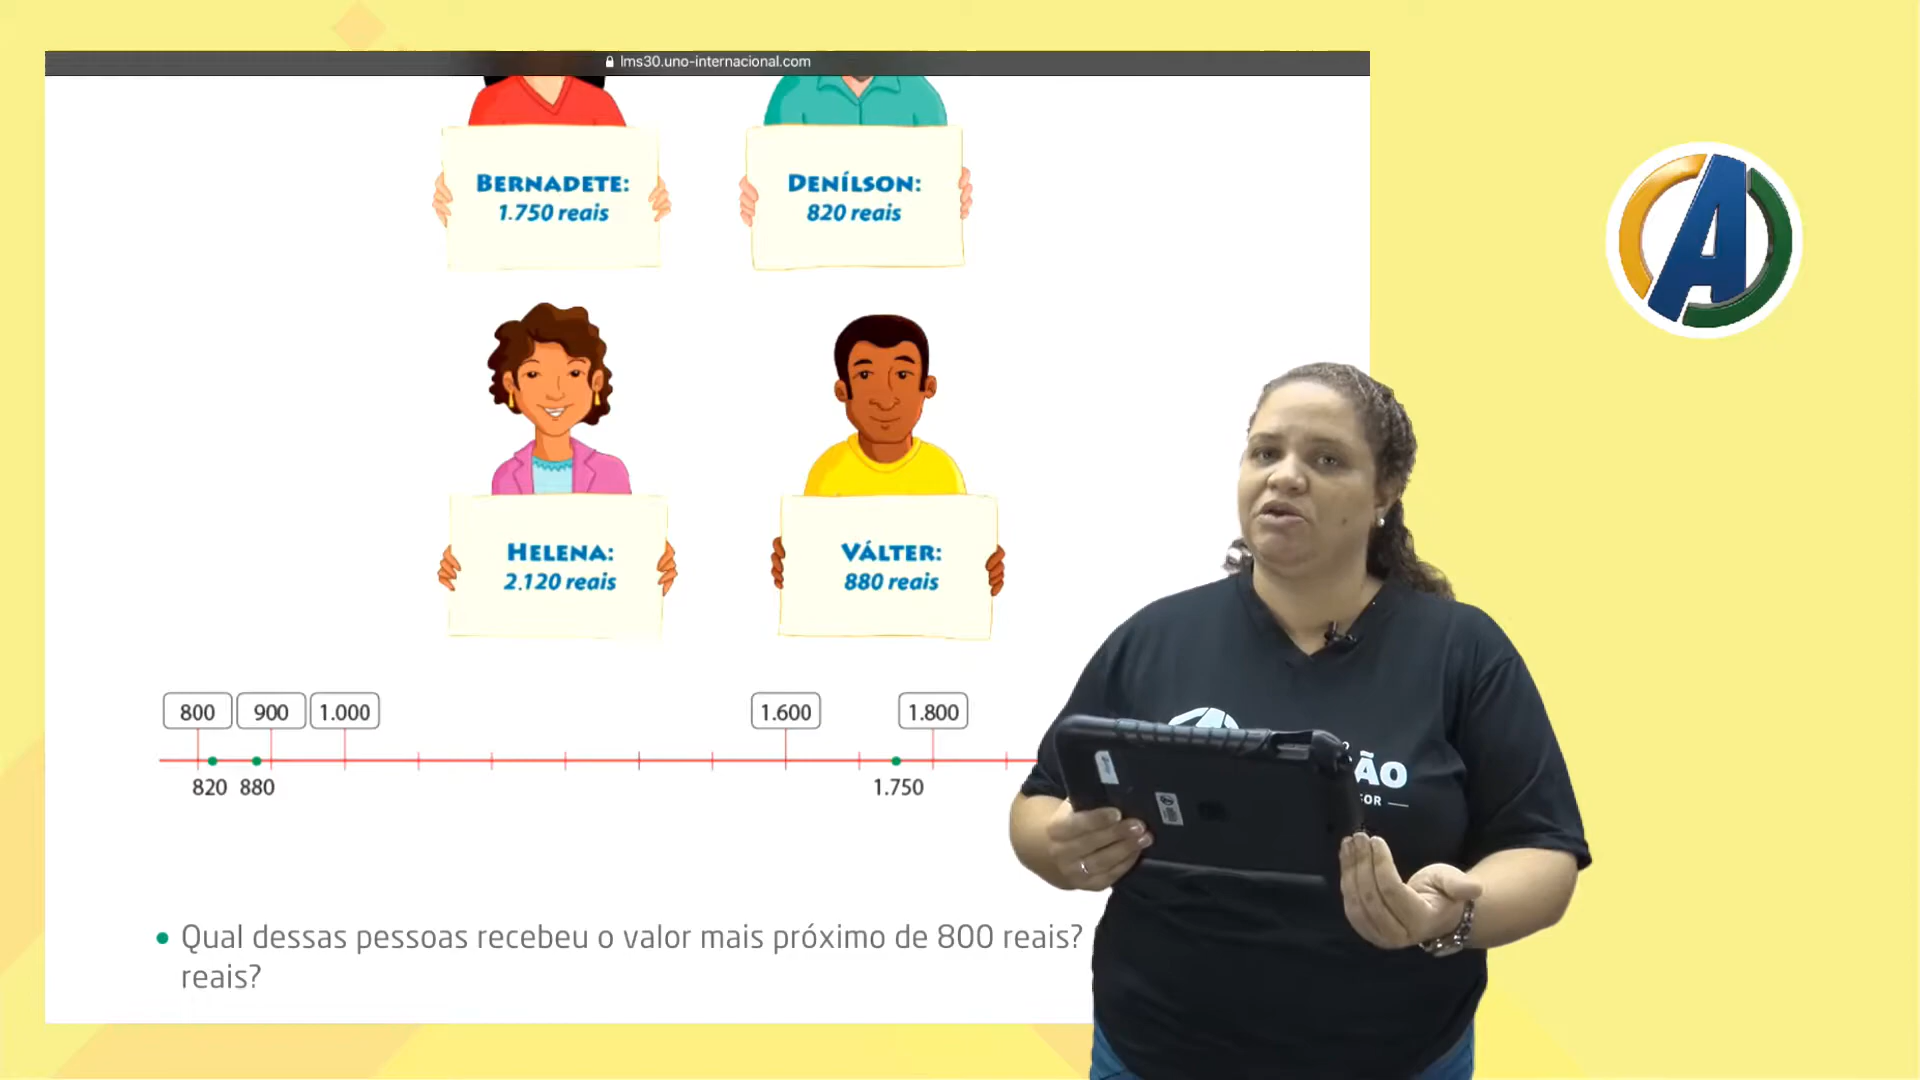 lms30.uno-internacional.com
BERNADETE:
1.750 reais
DENÍLSON:
820 reais
HELENA:
2.120 reais
VÁLTER:
880 reais
800 900 1.000 1.600 1.800
820 880 1.750
• Qual dessas pessoas recebeu o valor mais próximo de 800 reais?
reais?
A